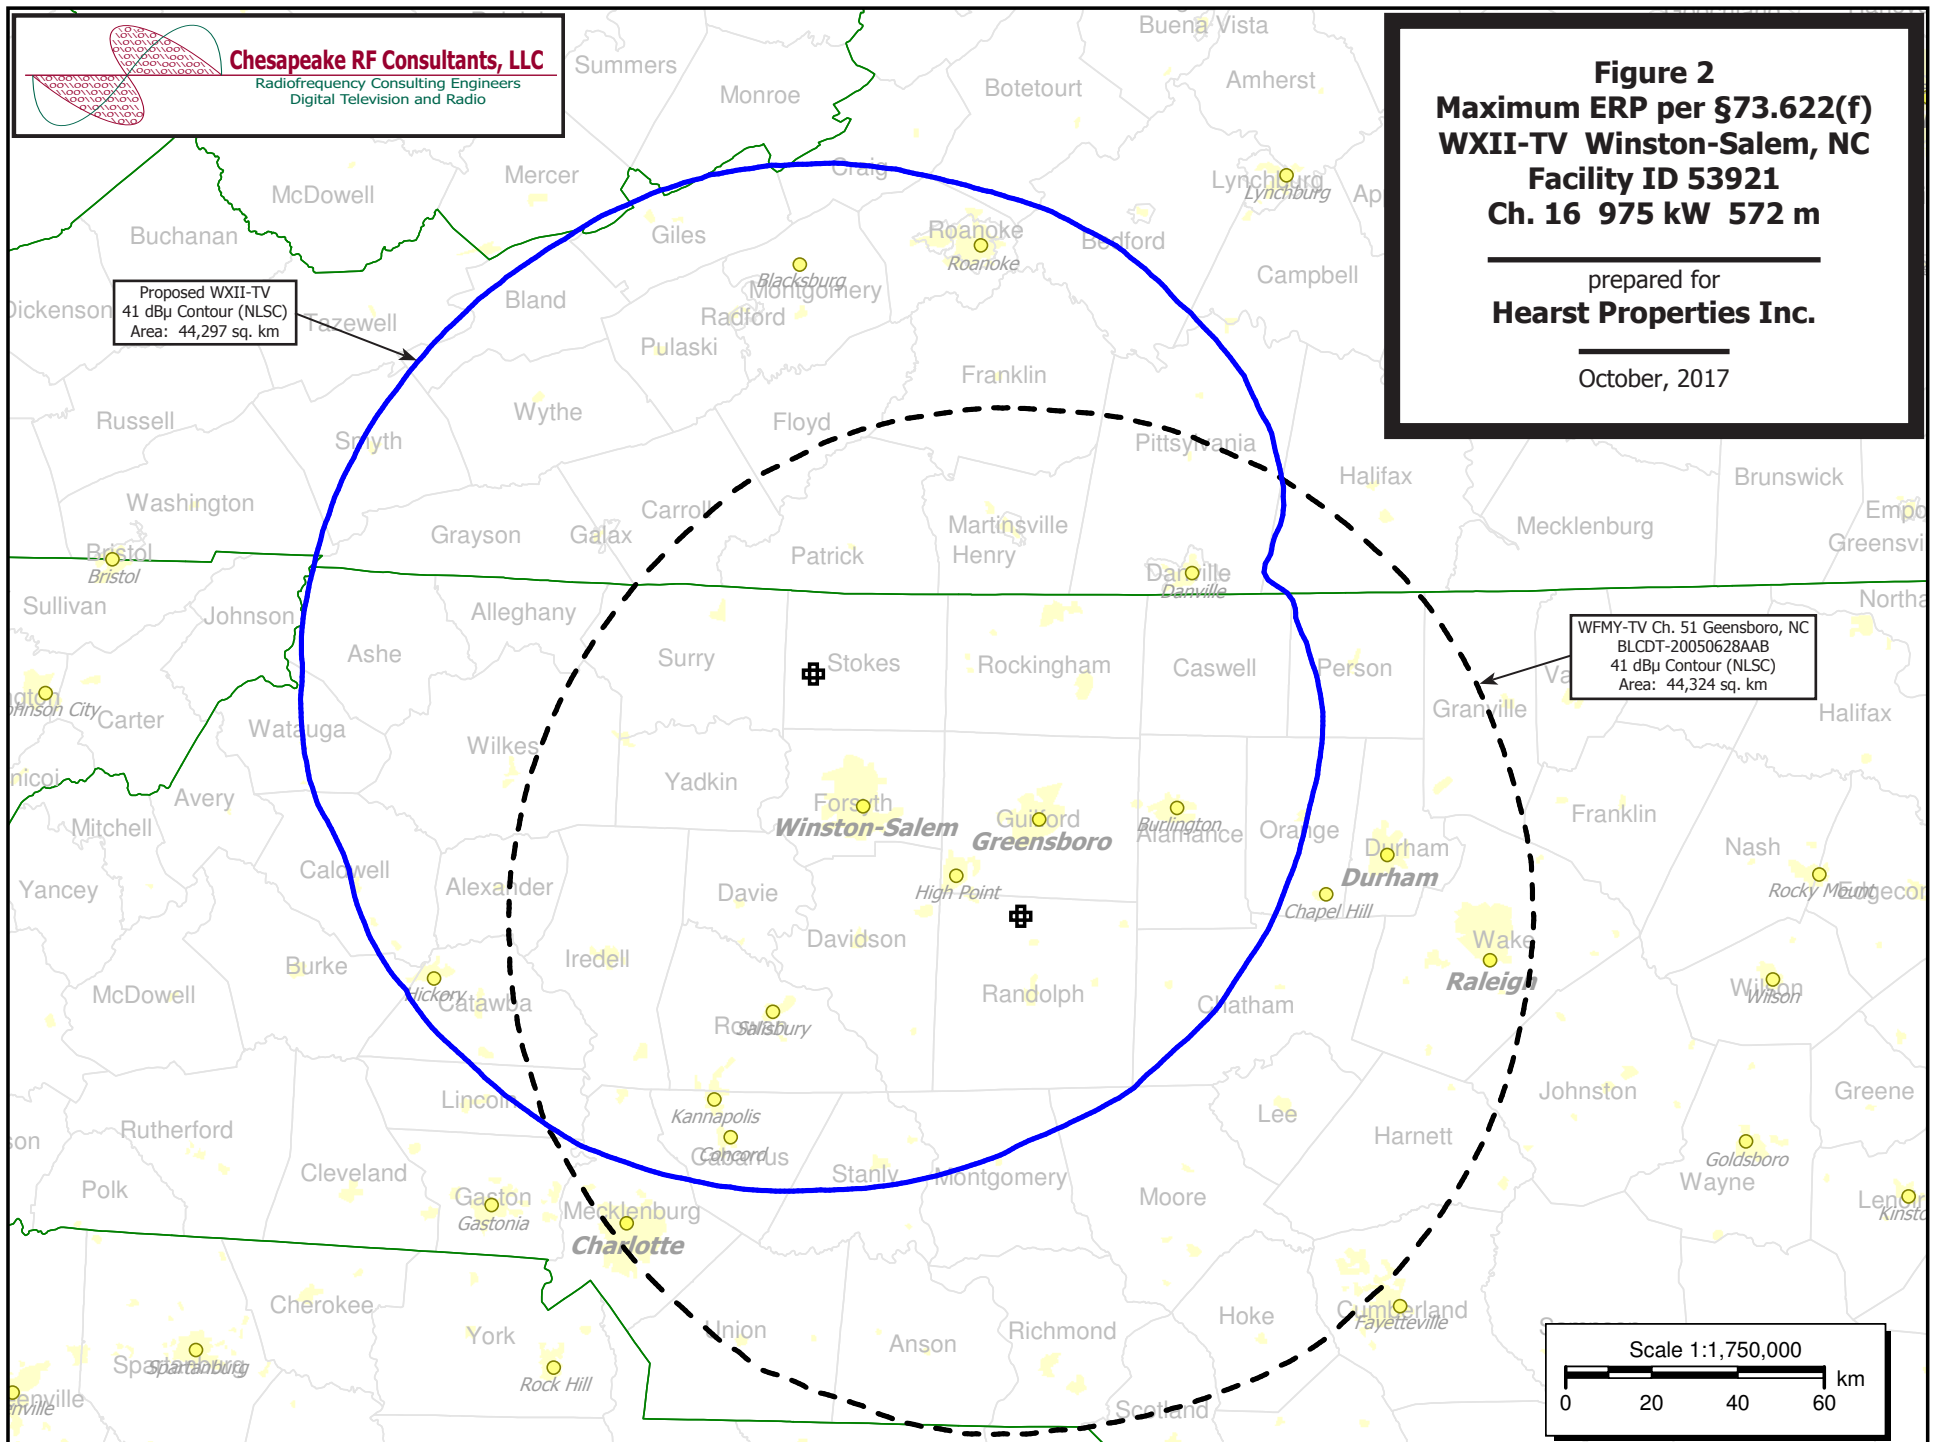 Chesapeake RF Consultants, LLC
Radiofrequency Consulting Engineers
Digital Television and Radio
Figure 2
Maximum ERP per §73.622(f)
WXII-TV Winston-Salem, NC
Facility ID 53921
Ch. 16 975 kW 572 m
prepared for
Hearst Properties Inc.
October, 2017
Proposed WXII-TV
41 dBµ Contour (NLSC)
Area: 44,297 sq. km
WFMY-TV Ch. 51 Geensboro, NC
BLCDT-20050628AAB
41 dBµ Contour (NLSC)
Area: 44,324 sq. km
Buena Vista
Summers
Monroe
Botetourt
Amherst
Mercer
Craig
McDowell
Lynchburg
Lynchburg
Buchanan
Giles
Roanoke
Roanoke
Bedford
Campbell
Blacksburg
Montgomery
Dickenson
Bland
Tazewell
Radford
Pulaski
Franklin
Russell
Wythe
Floyd
Smyth
Pittsylvania
Halifax
Brunswick
Washington
Carroll
Grayson
Galax
Martinsville
Henry
Patrick
Mecklenburg
Bristol
Bristol
Danville
Danville
Sullivan
Johnson
Alleghany
Ashe
Surry
Stokes
Rockingham
Caswell
Person
Carter
Watauga
Granville
Halifax
Wilkes
Yadkin
Avery
Mitchell
Forsyth
Winston-Salem
Guilford
Greensboro
Burlington
Alamance
Orange
Durham
Durham
Franklin
Nash
Rocky Mount
Yancey
Caldwell
Alexander
Davie
High Point
Chapel Hill
Burke
Iredell
Davidson
Wake
Raleigh
McDowell
Hickory
Catawba
Rowan
Salisbury
Randolph
Chatham
Wilson
Wilson
Lincoln
Kannapolis
Johnston
Greene
Rutherford
Cleveland
Concord
Cabarrus
Stanly
Montgomery
Lee
Harnett
Goldsboro
Wayne
Polk
Gaston
Gastonia
Mecklenburg
Charlotte
Moore
Cherokee
York
Union
Anson
Richmond
Hoke
Cumberland
Fayetteville
Spartanburg
Spartanburg
Rock Hill
Scotland
Scale 1:1,750,000
0 20 40 60 km